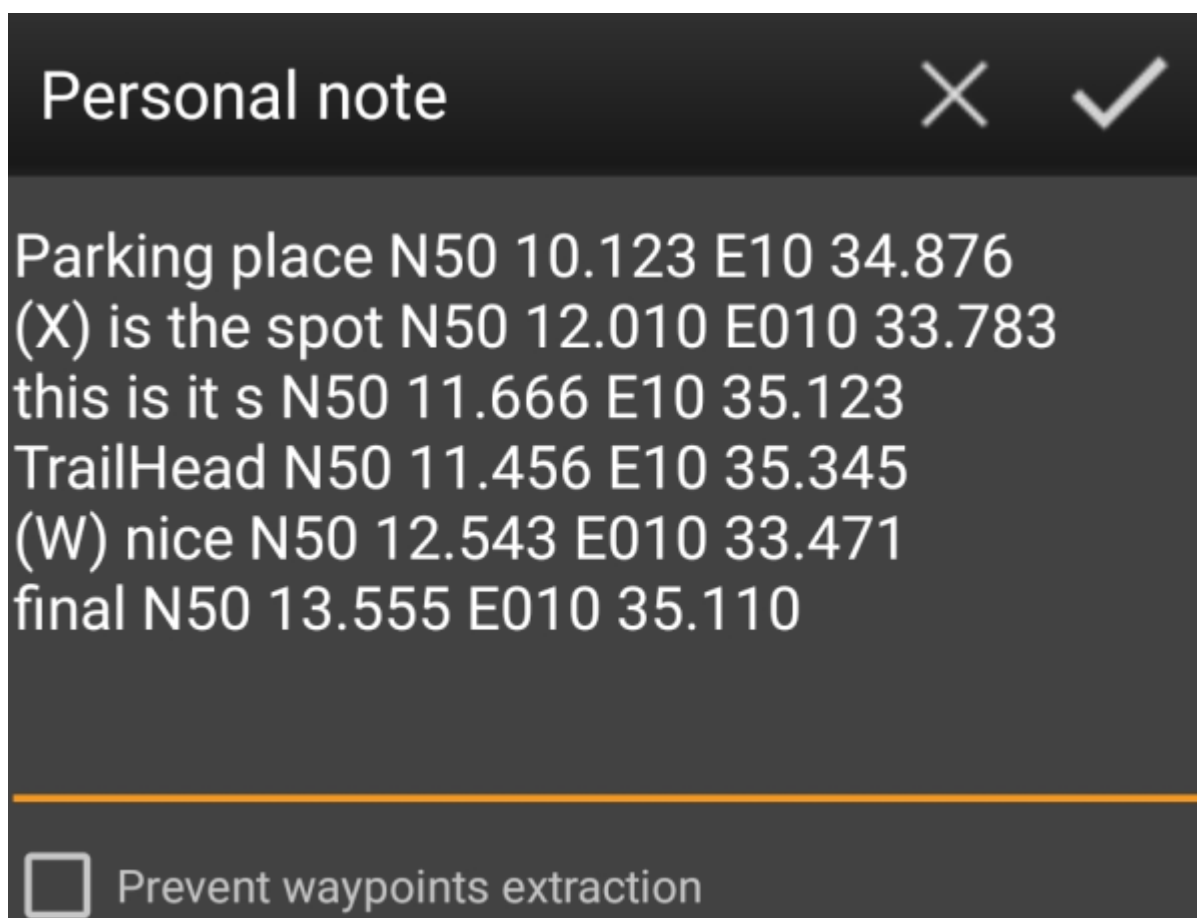 Personal note
Parking place N50 10.123 E10 34.876
(X) is the spot N50 12.010 E010 33.783
this is it s N50 11.666 E10 35.123
TrailHead N50 11.456 E10 35.345
(W) nice N50 12.543 E010 33.471
final N50 13.555 E010 35.110
Prevent waypoints extraction